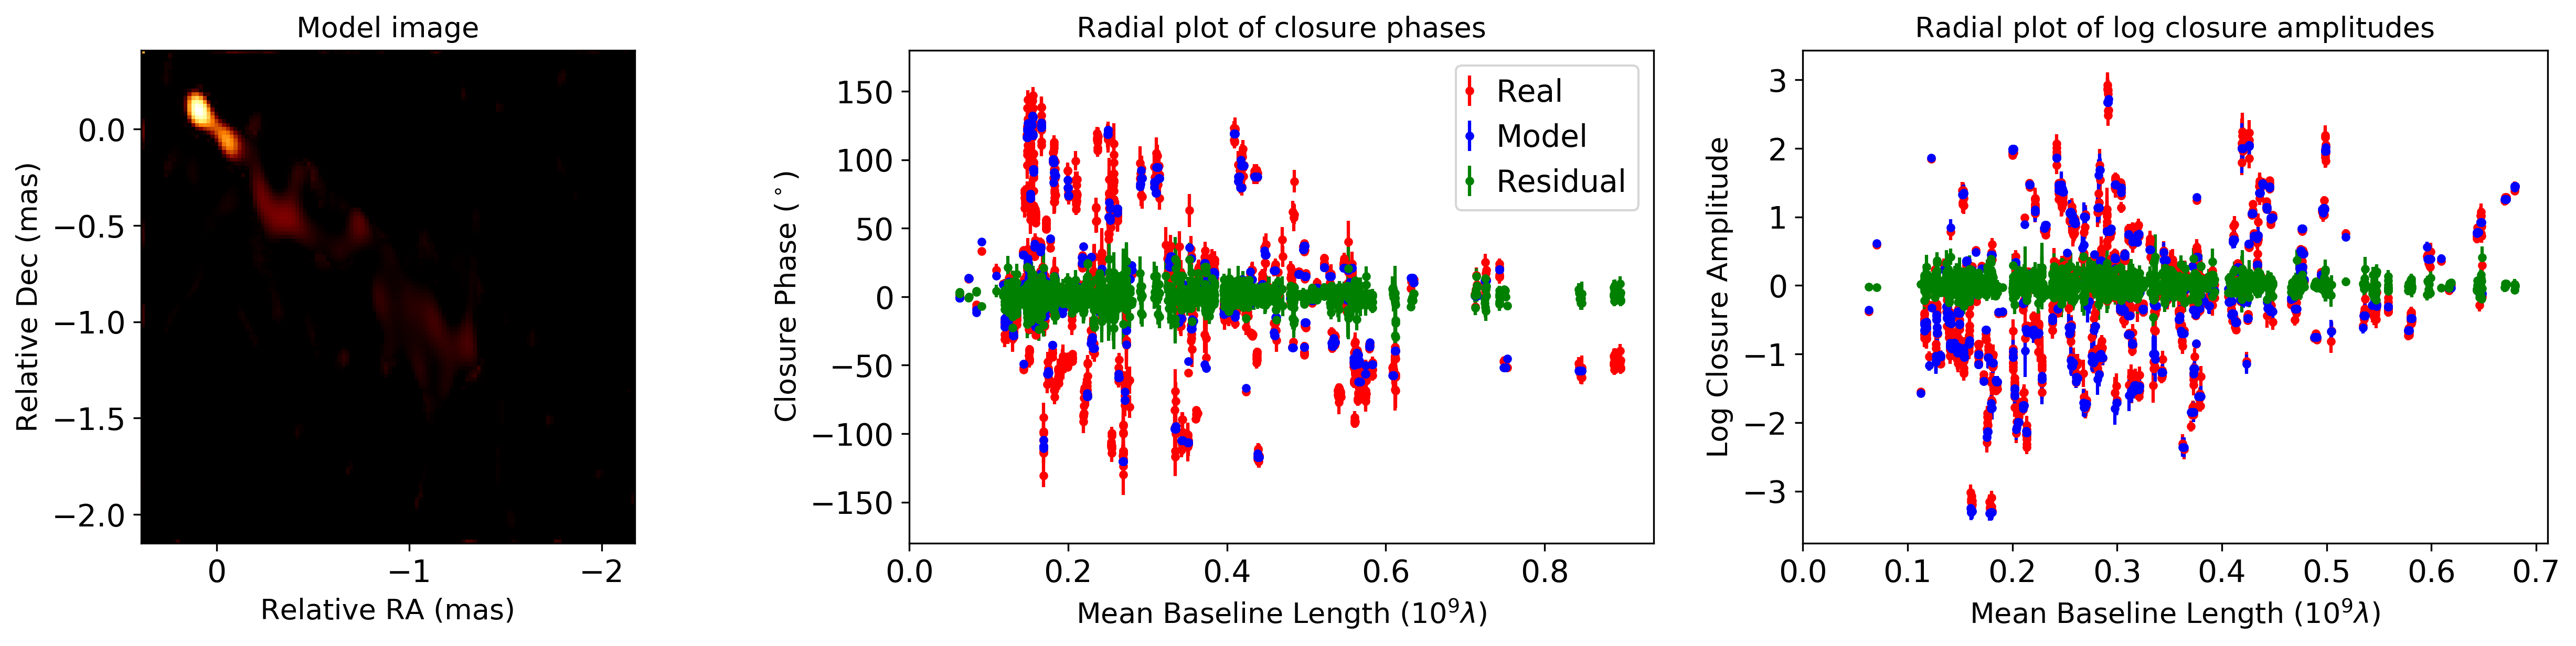 Model image
0.0
−0.5
−1.0
−1.5
−2.0
Relative Dec (mas)
0 −1 −2
Relative RA (mas)
Radial plot of closure phases
150
100
50
0
−50
−100
−150
Closure Phase (°)
Real
Model
Residual
0.0 0.2 0.4 0.6 0.8
Mean Baseline Length (10⁹λ)
Radial plot of log closure amplitudes
3
2
1
0
−1
−2
−3
Log Closure Amplitude
0.0 0.1 0.2 0.3 0.4 0.5 0.6 0.7
Mean Baseline Length (10⁹λ)